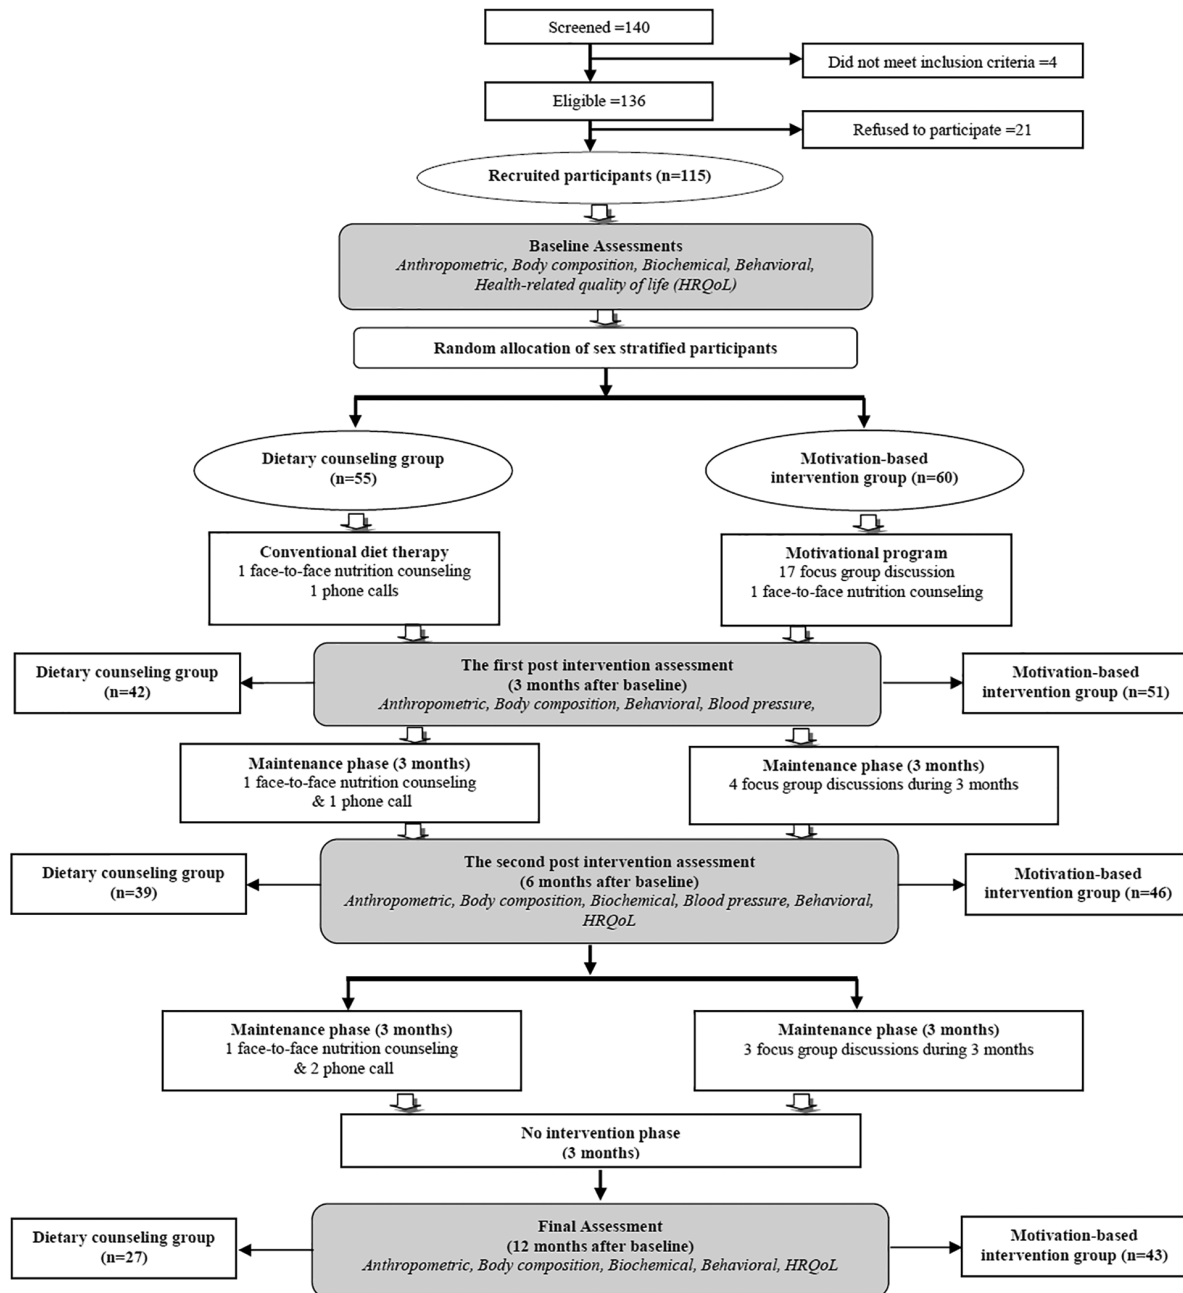 Screened =140
Did not meet inclusion criteria =4
Eligible =136
Refused to participate =21
Recruited participants (n=115)
Baseline Assessments
Anthropometric, Body composition, Biochemical, Behavioral,
Health-related quality of life (HRQoL)
Random allocation of sex stratified participants
Dietary counseling group
(n=55)
Motivation-based
intervention group (n=60)
Conventional diet therapy
1 face-to-face nutrition counseling
1 phone calls
Motivational program
17 focus group discussion
1 face-to-face nutrition counseling
Dietary counseling group
(n=42)
The first post intervention assessment
(3 months after baseline)
Anthropometric, Body composition, Behavioral, Blood pressure,
Motivation-based
intervention group (n=51)
Maintenance phase (3 months)
1 face-to-face nutrition counseling
& 1 phone call
Maintenance phase (3 months)
4 focus group discussions during 3 months
Dietary counseling group
(n=39)
The second post intervention assessment
(6 months after baseline)
Anthropometric, Body composition, Biochemical, Blood pressure, Behavioral,
HRQoL
Motivation-based
intervention group (n=46)
Maintenance phase (3 months)
1 face-to-face nutrition counseling
& 2 phone call
Maintenance phase (3 months)
3 focus group discussions during 3 months
No intervention phase
(3 months)
Dietary counseling group
(n=27)
Final Assessment
(12 months after baseline)
Anthropometric, Body composition, Biochemical, Behavioral, HRQoL
Motivation-based
intervention group (n=43)